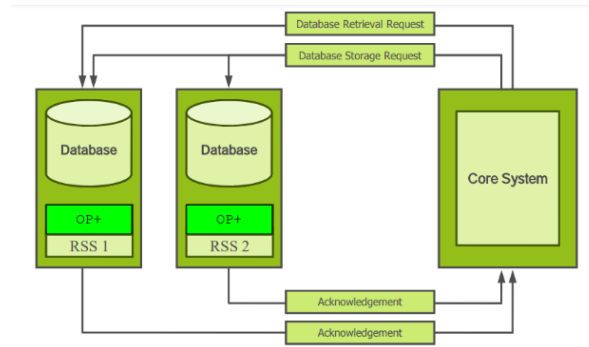 Database Retrieval Request
Database Storage Request
Database
Database
Core System
OP+
OP+
RSS 1
RSS 2
Acknowledgement
Acknowledgement